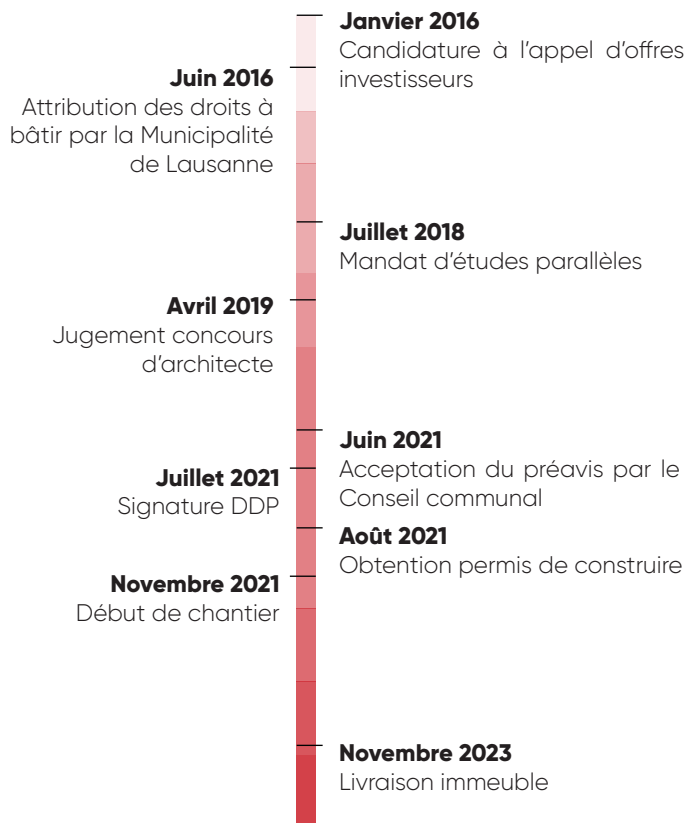 Janvier 2016
Candidature à l'appel d'offres
investisseurs
Juin 2016
Attribution des droits à
bâtir par la Municipalité
de Lausanne
Juillet 2018
Mandat d'études parallèles
Avril 2019
Jugement concours
d'architecte
Juin 2021
Acceptation du préavis par le
Conseil communal
Juillet 2021
Signature DDP
Août 2021
Obtention permis de construire
Novembre 2021
Début de chantier
Novembre 2023
Livraison immeuble